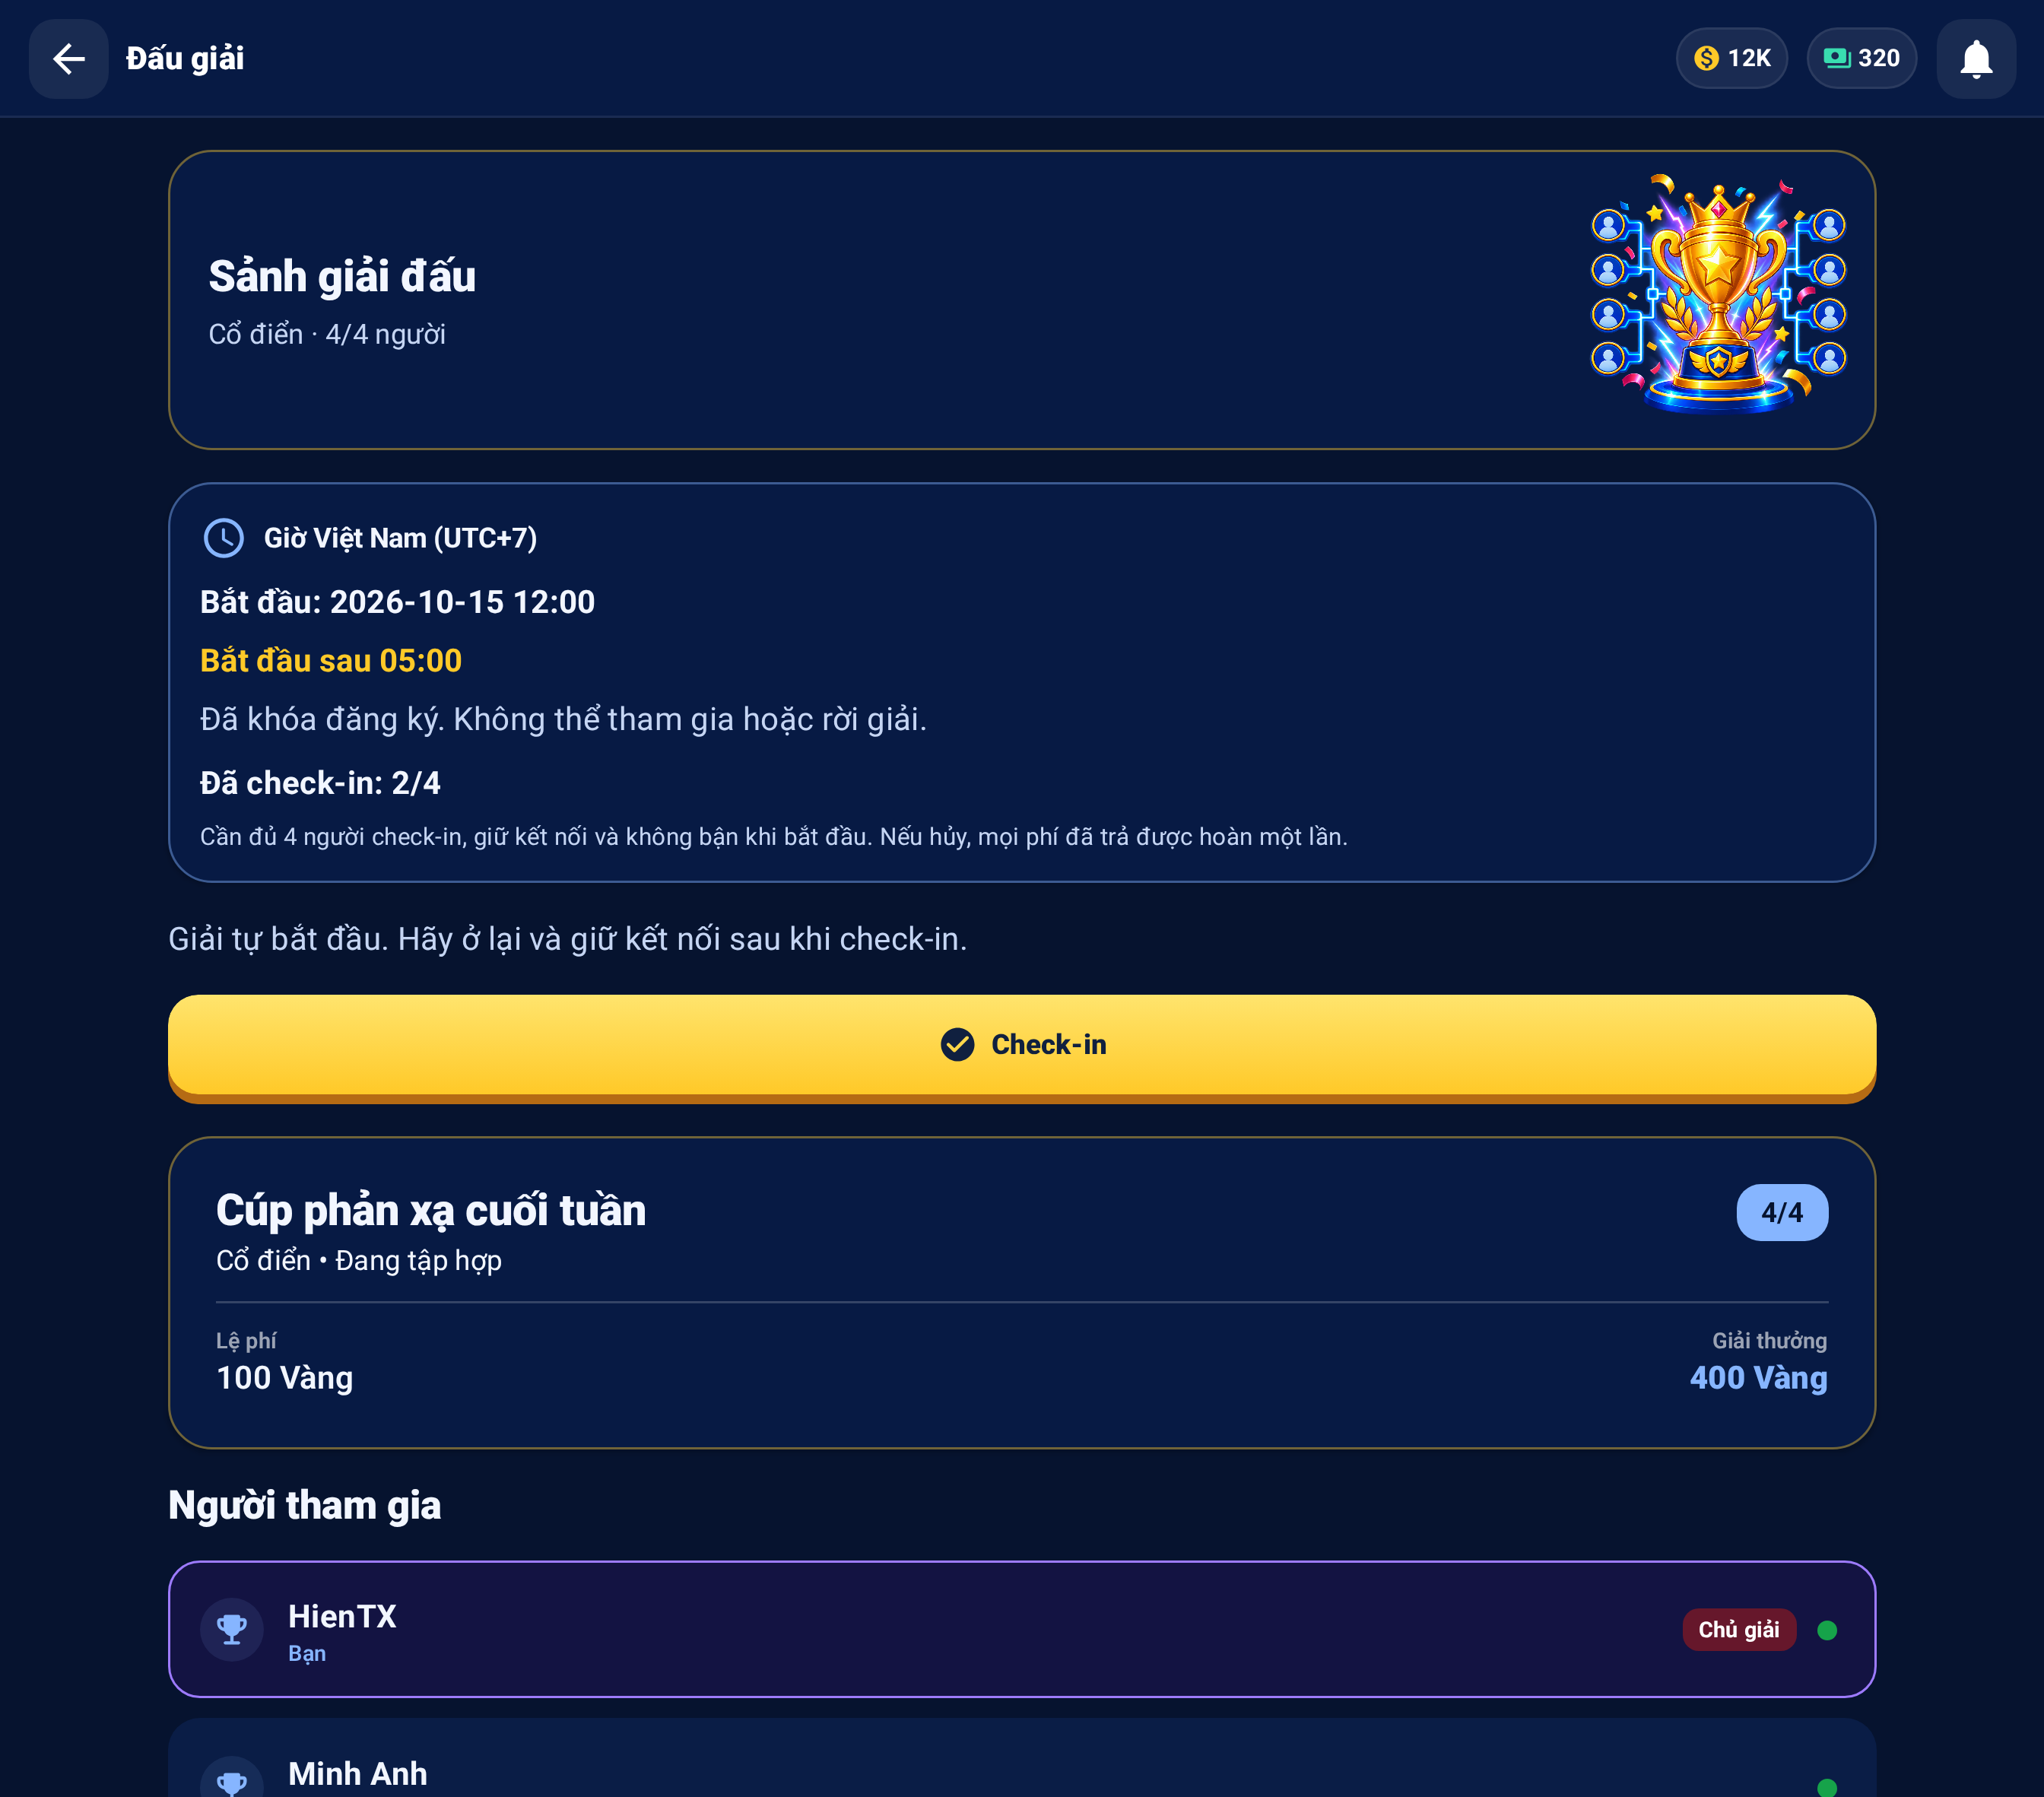 Đấu giải
12K
320
Sảnh giải đấu
Cổ điển · 4/4 người
Giờ Việt Nam (UTC+7)
Bắt đầu: 2026-10-15 12:00
Bắt đầu sau 05:00
Đã khóa đăng ký. Không thể tham gia hoặc rời giải.
Đã check-in: 2/4
Cần đủ 4 người check-in, giữ kết nối và không bận khi bắt đầu. Nếu hủy, mọi phí đã trả được hoàn một lần.
Giải tự bắt đầu. Hãy ở lại và giữ kết nối sau khi check-in.
Check-in
Cúp phản xạ cuối tuần
4/4
Cổ điển • Đang tập hợp
Lệ phí
Giải thưởng
100 Vàng
400 Vàng
Người tham gia
HienTX
Bạn
Chủ giải
Minh Anh